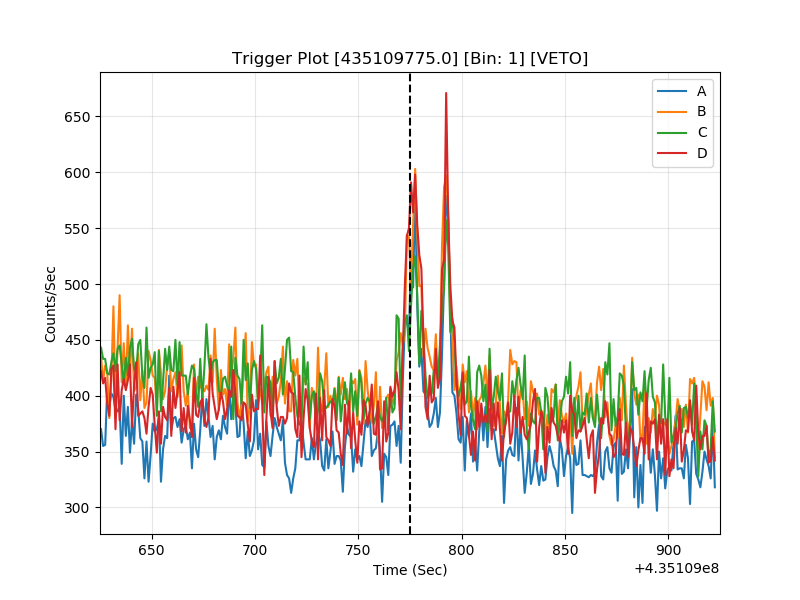 Trigger Plot [435109775.0] [Bin: 1] [VETO]
A
B
C
D
650
600
550
500
450
400
350
300
Counts/Sec
650
700
750
800
850
900
Time (Sec)
+4.35109e8